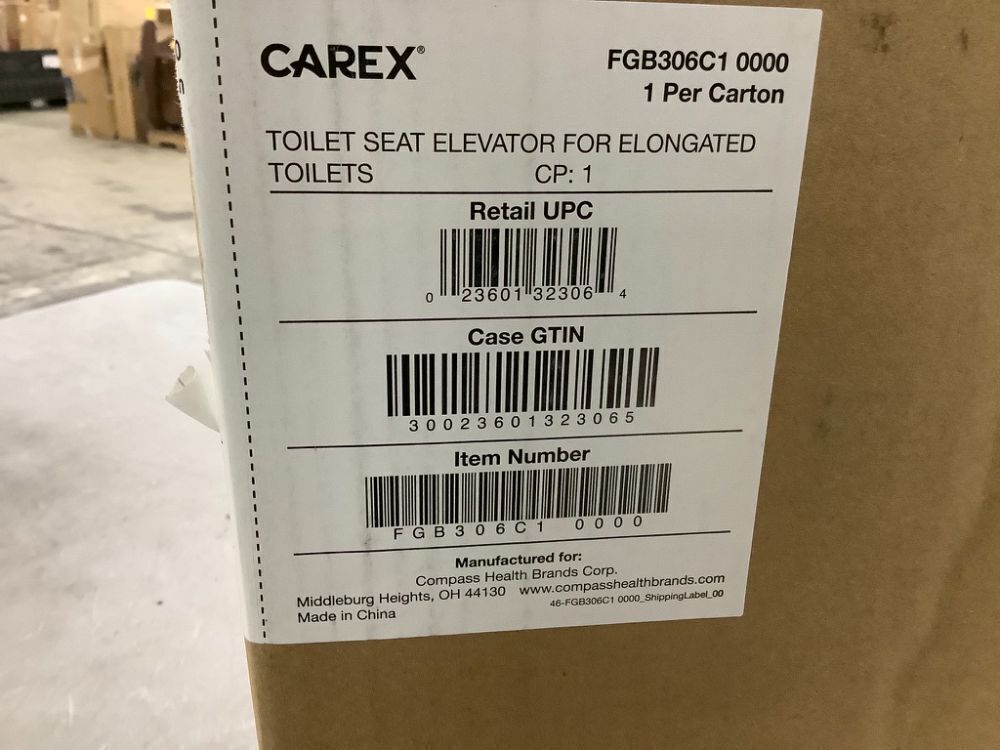 CAREX®
FGB306C1 0000
1 Per Carton
TOILET SEAT ELEVATOR FOR ELONGATED
TOILETS CP: 1
Retail UPC
0 23601 32306 4
Case GTIN
30023601323065
Item Number
FGB306C1 0000
Manufactured for:
Compass Health Brands Corp.
Middleburg Heights, OH 44130 www.compasshealthbrands.com
46-FGB306C1 0000_ShippingLabel_00
Made in China